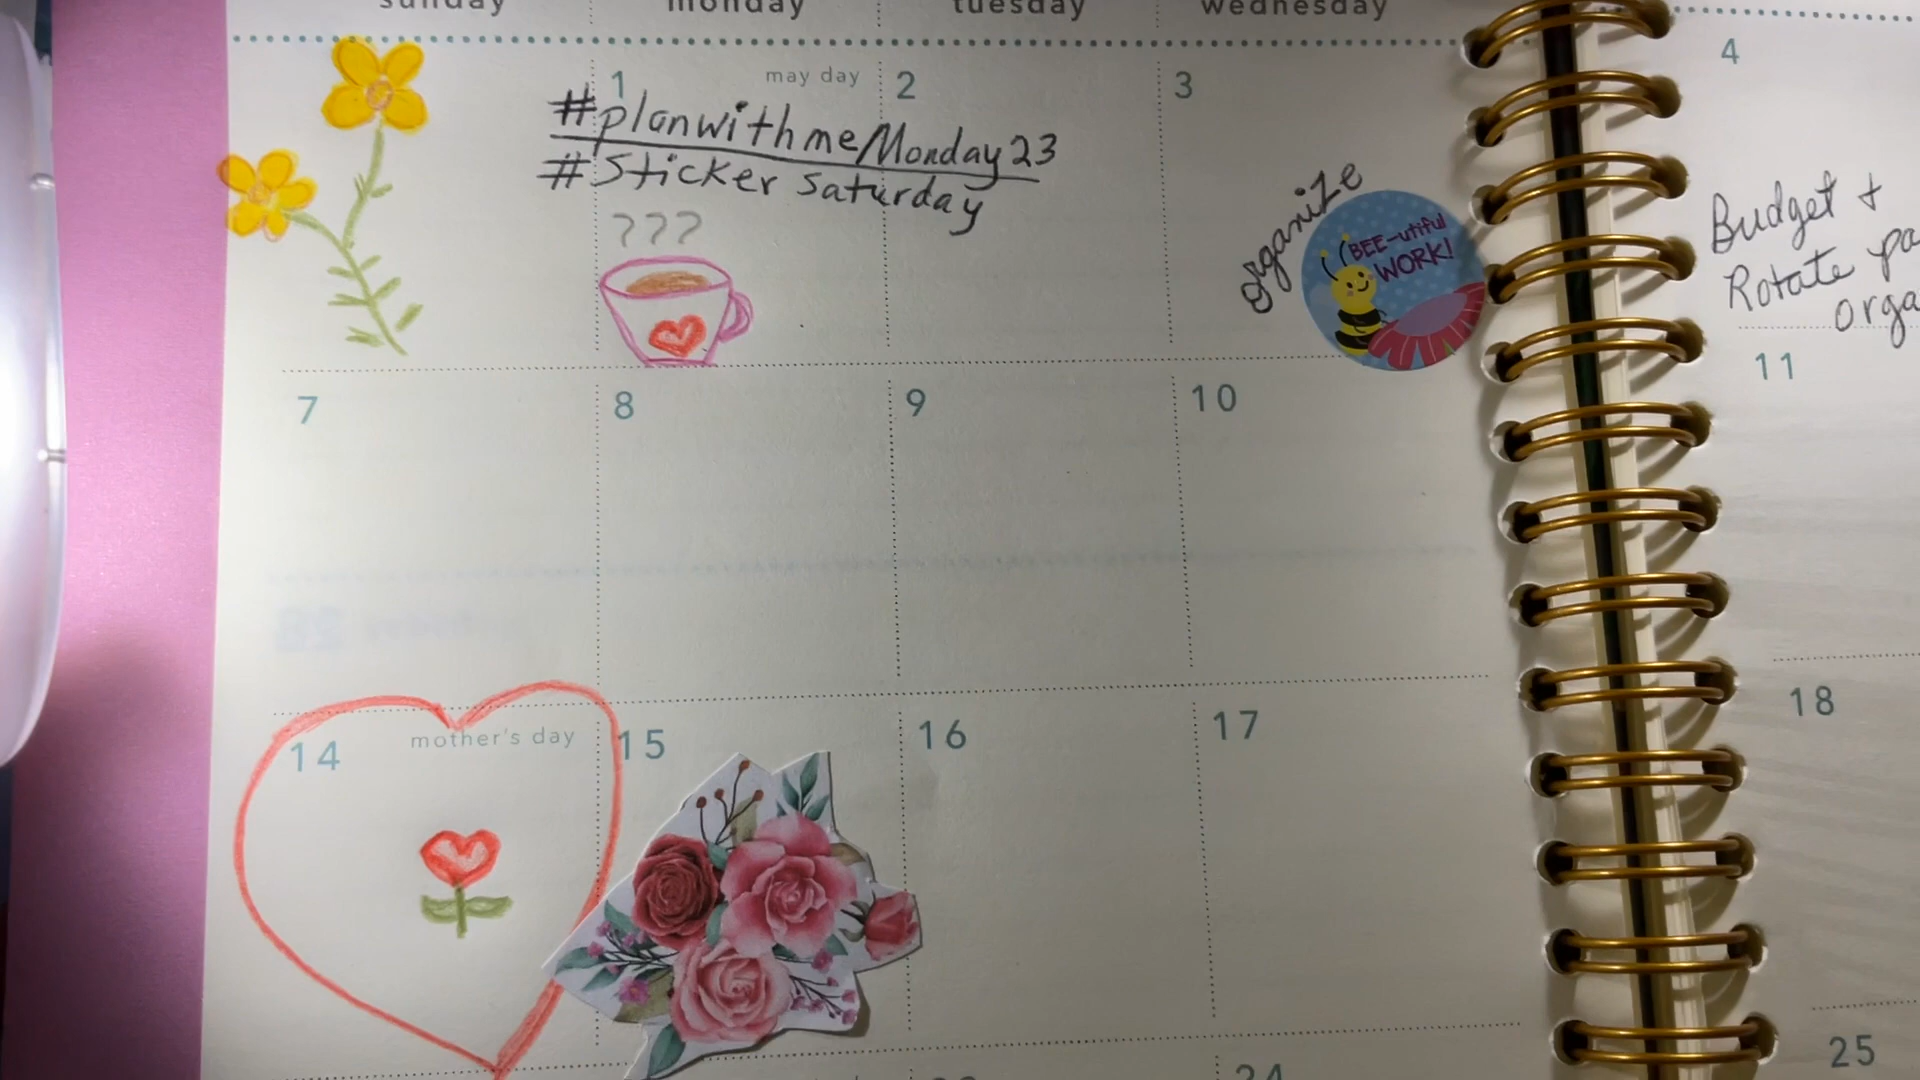 sunday monday tuesday wednesday
1 may day 2 3 4
#planwithmeMonday23
#Sticker Saturday
organize
BEE-utiful
WORK!
Budget +
Rotate
7 8 9 10 11
14 mother's day 15 16 17 18
24 25